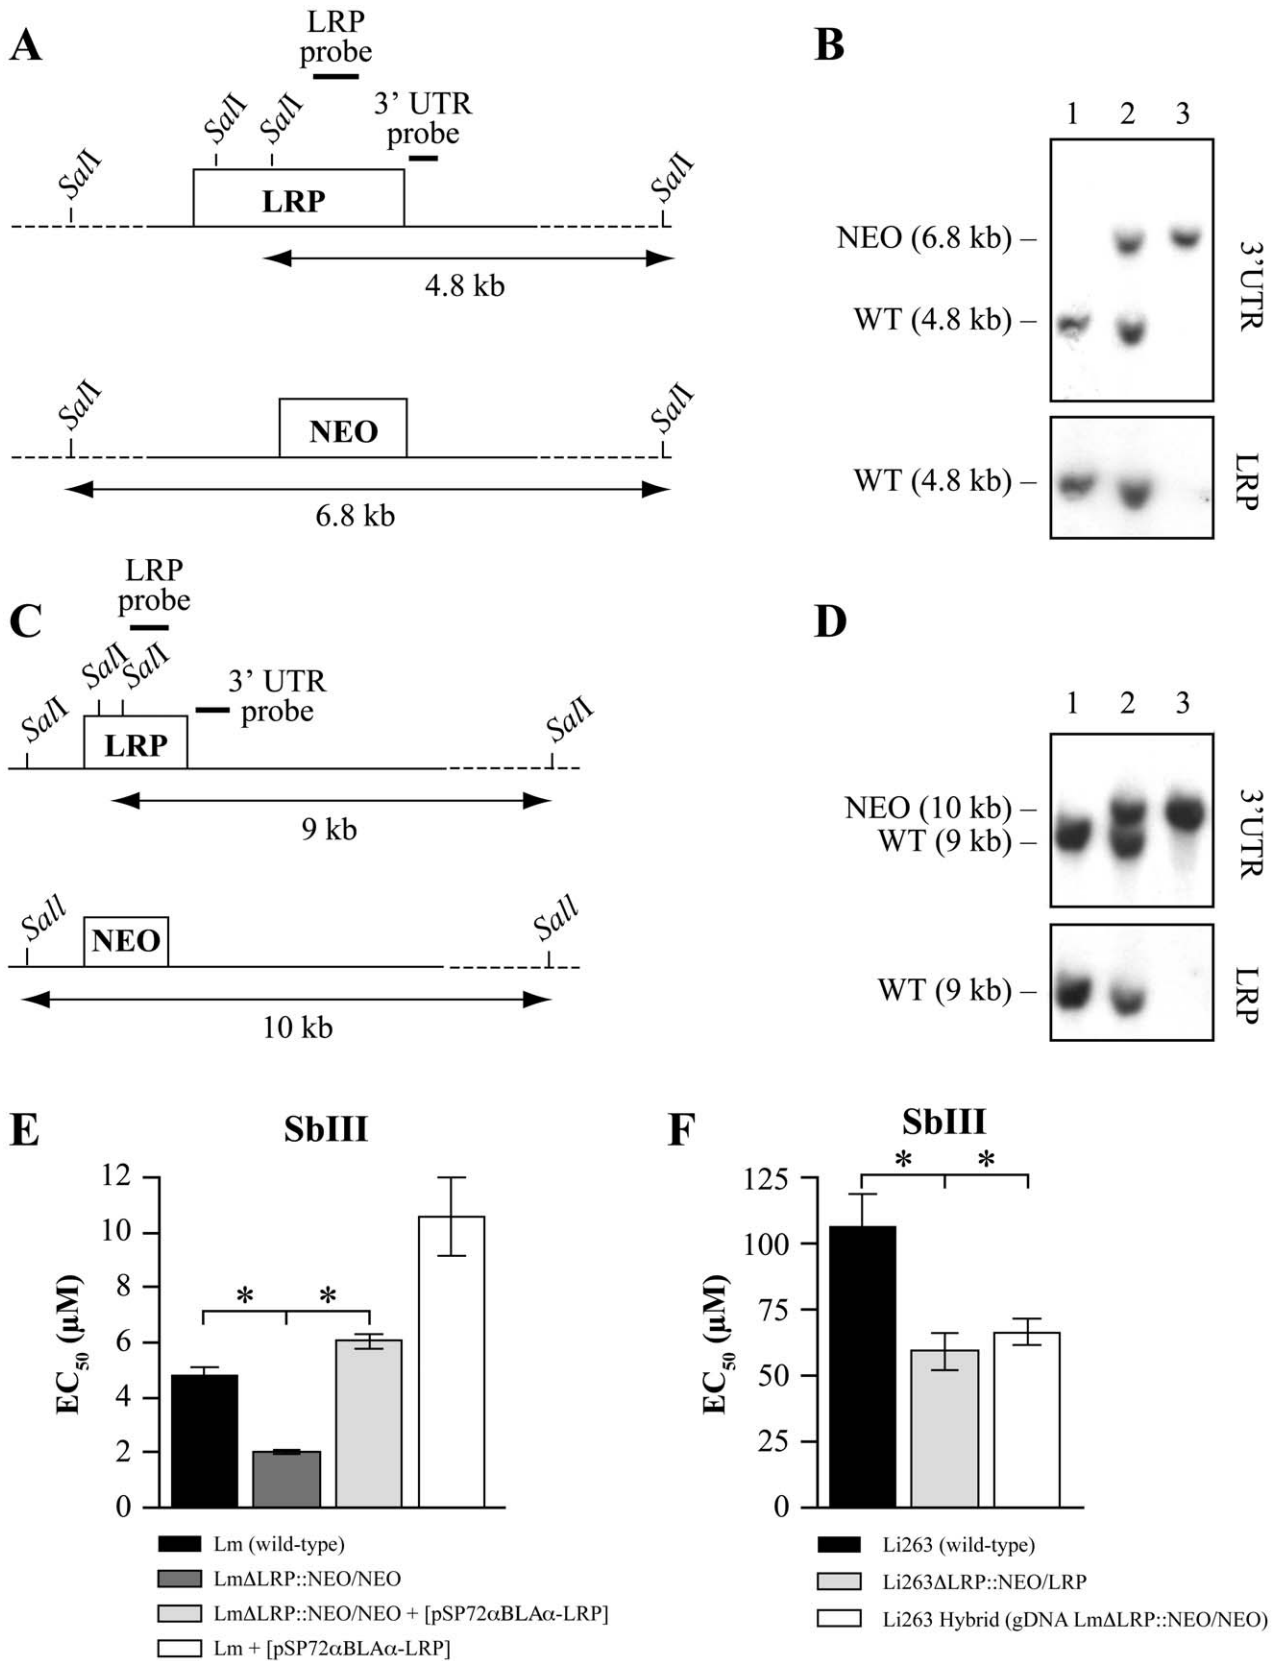 A
LRP
probe
3’ UTR
probe
SalI
SalI
SalI
SalI
LRP
4.8 kb
SalI
SalI
NEO
6.8 kb
B
1 2 3
NEO (6.8 kb) –
WT (4.8 kb) –
3’UTR
WT (4.8 kb) –
LRP
C
LRP
probe
SalI
SalI
SalI
3’ UTR
probe
SalI
LRP
9 kb
SalI
SalI
NEO
10 kb
D
1 2 3
NEO (10 kb) –
WT (9 kb) –
3’UTR
WT (9 kb) –
LRP
E
SbIII
12
10
8
6
4
2
0
EC50 (µM)
* *
Lm (wild-type)
LmΔLRP::NEO/NEO
LmΔLRP::NEO/NEO + [pSP72αBLAα-LRP]
Lm + [pSP72αBLAα-LRP]
F
SbIII
125
100
75
50
25
0
EC50 (µM)
* *
Li263 (wild-type)
Li263ΔLRP::NEO/LRP
Li263 Hybrid (gDNA LmΔLRP::NEO/NEO)